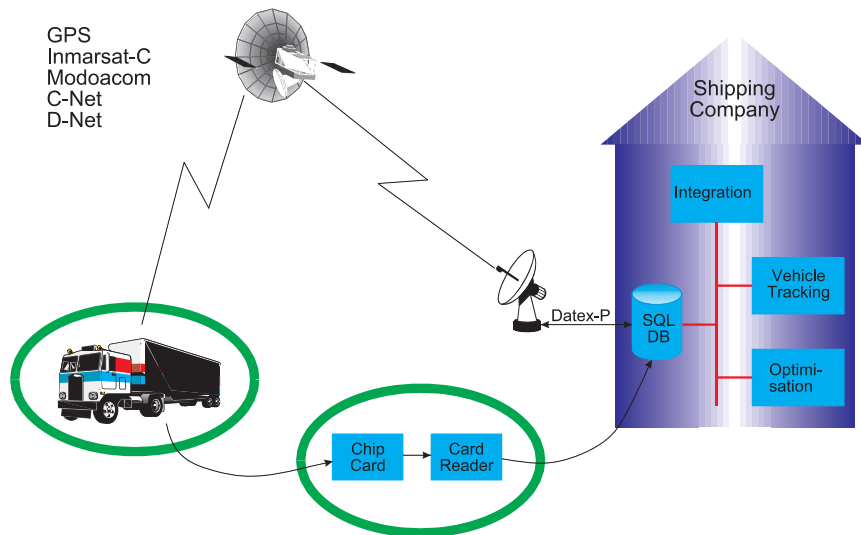 GPS
Inmarsat-C
Modoacom
C-Net
D-Net
Shipping
Company
Integration
Vehicle
Tracking
Datex-P
SQL
DB
Optimi-
sation
Chip
Card
Card
Reader